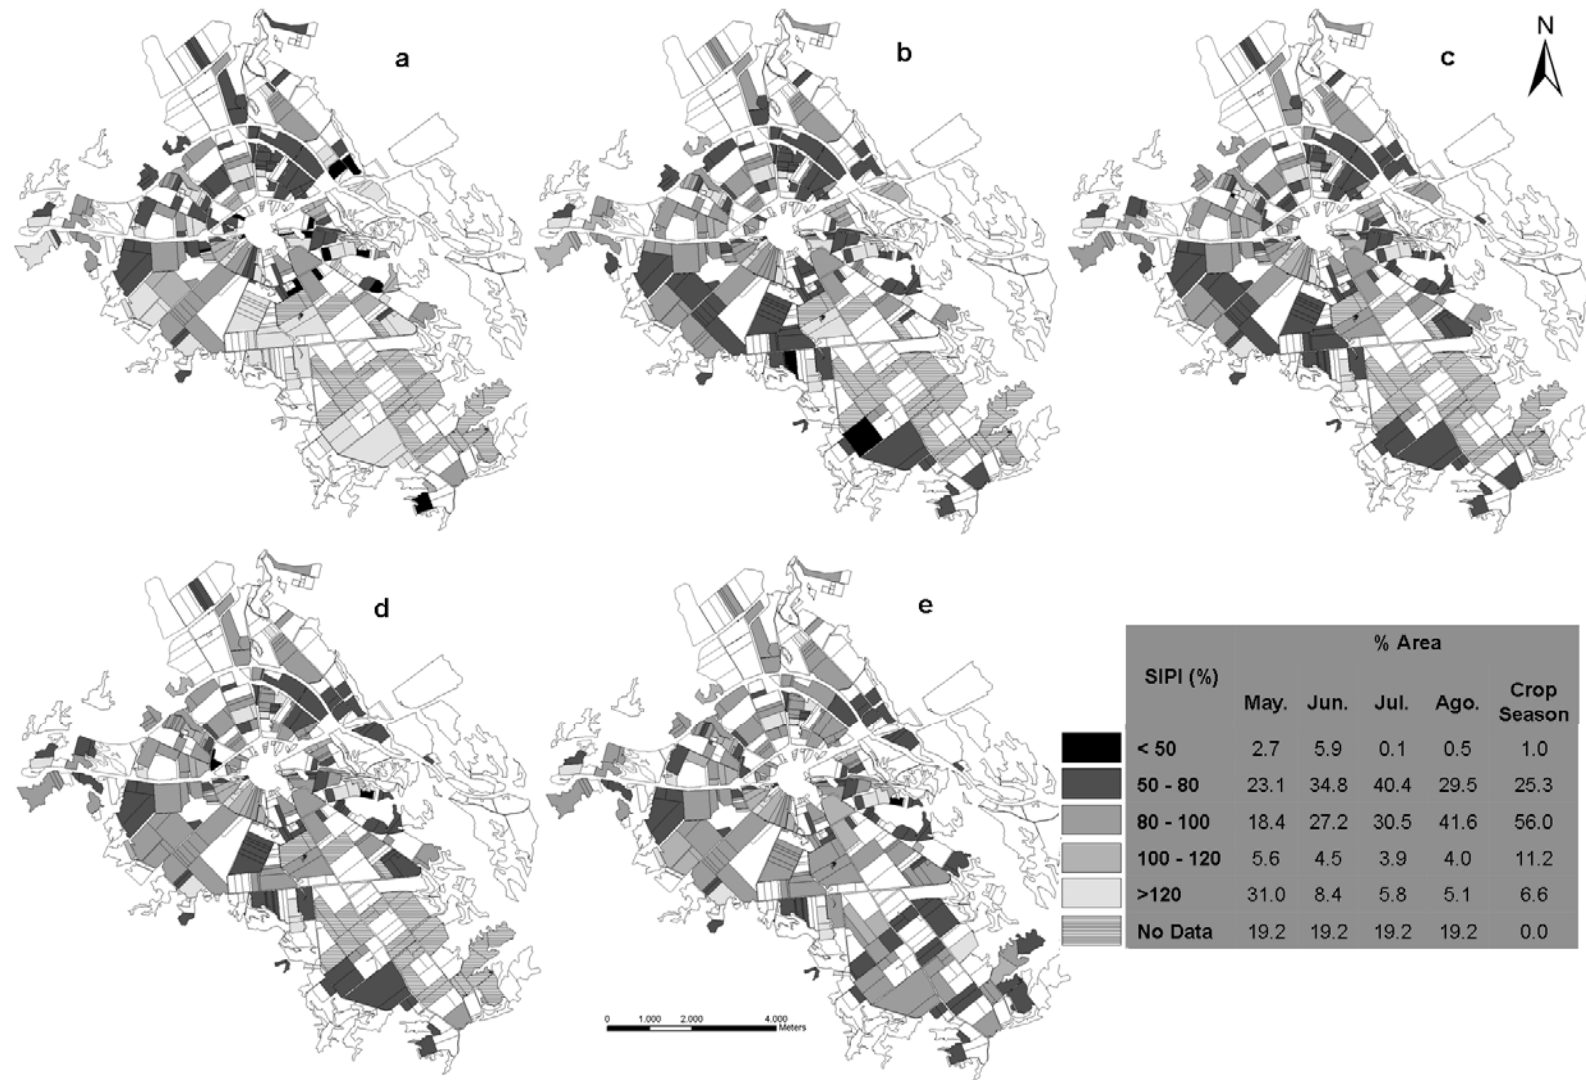 a
b
c
N
d
e
% Area
SIPI (%)
May. Jun. Jul. Ago. Crop Season
< 50 2.7 5.9 0.1 0.5 1.0
50 - 80 23.1 34.8 40.4 29.5 25.3
80 - 100 18.4 27.2 30.5 41.6 56.0
100 - 120 5.6 4.5 3.9 4.0 11.2
>120 31.0 8.4 5.8 5.1 6.6
No Data 19.2 19.2 19.2 19.2 0.0
0 1.000 2.000 4.000
Meters